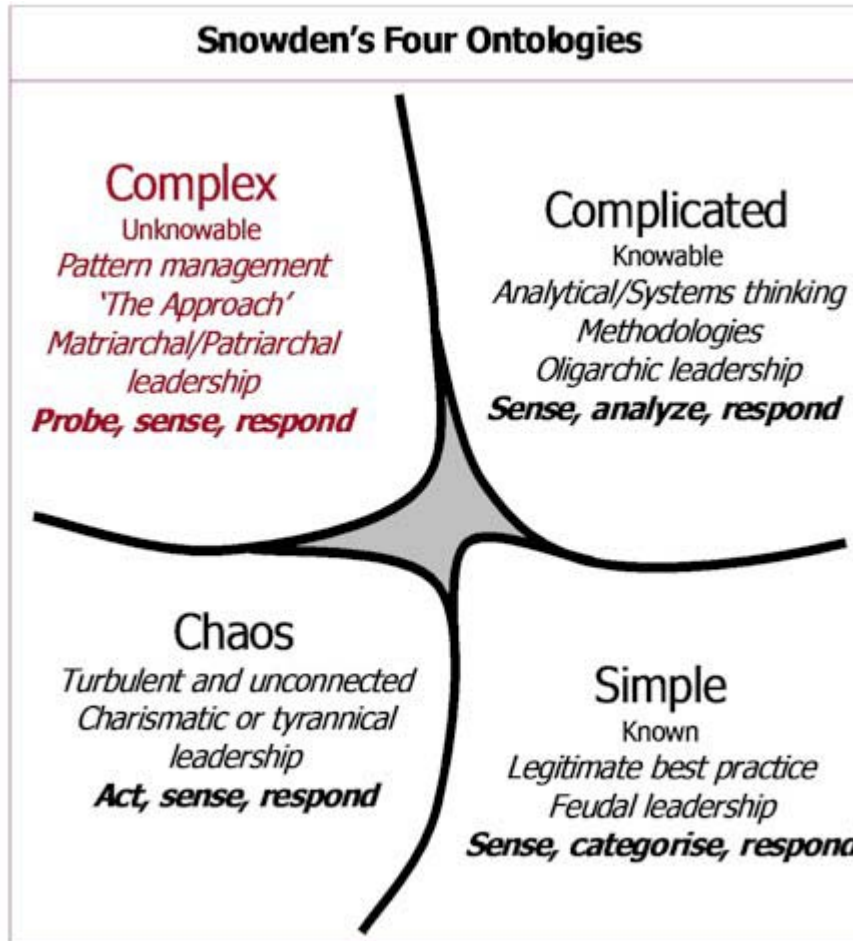 Snowden's Four Ontologies
Complex
Unknowable
Pattern management
'The Approach'
Matriarchal/Patriarchal
leadership
Probe, sense, respond
Complicated
Knowable
Analytical/Systems thinking
Methodologies
Oligarchic leadership
Sense, analyze, respond
Chaos
Turbulent and unconnected
Charismatic or tyrannical
leadership
Act, sense, respond
Simple
Known
Legitimate best practice
Feudal leadership
Sense, categorise, respond